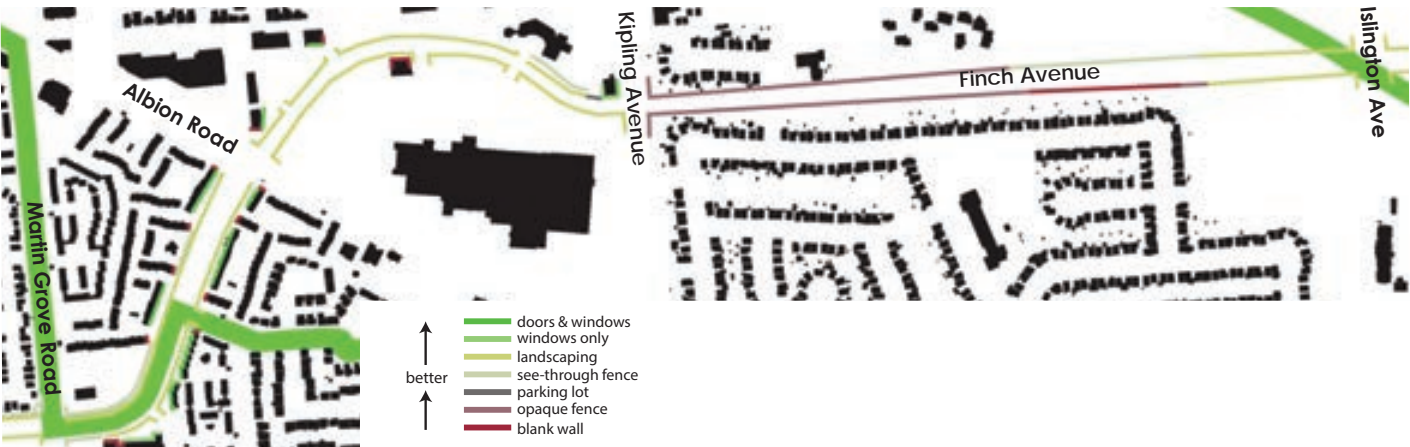 Kipling Avenue
Islington Ave
Finch Avenue
Albion Road
Martin Grove Road
better
doors & windows
windows only
landscaping
see-through fence
parking lot
opaque fence
blank wall